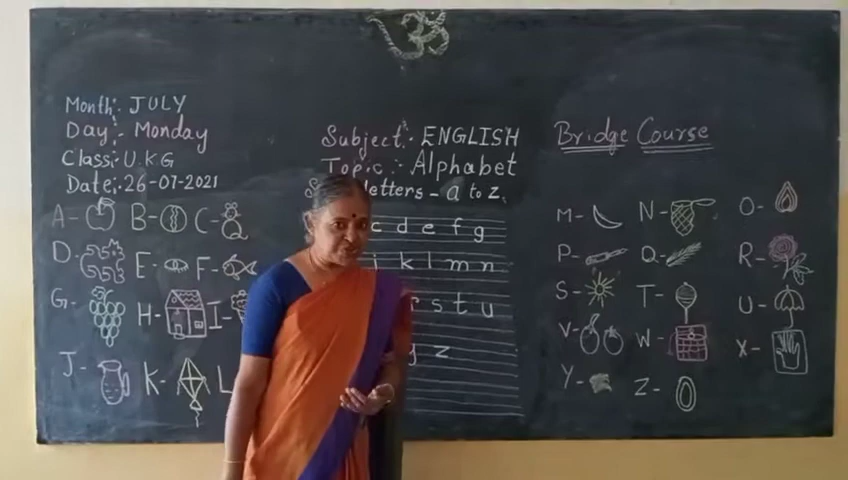 ॐ
Month:- JULY
Day:- Monday
Class:- U.K.G
Date:- 26-07-2021
Subject:- ENGLISH
Topic:- Alphabet
letters - a to z.
Bridge Course
A- B- C-
D. E- F-
G- H- I-
J- K- L
c d e f g
j k l m n
r s t u
y z
M- N- O-
P- Q- R-
S- T- U-
V- W- X-
Y- Z-